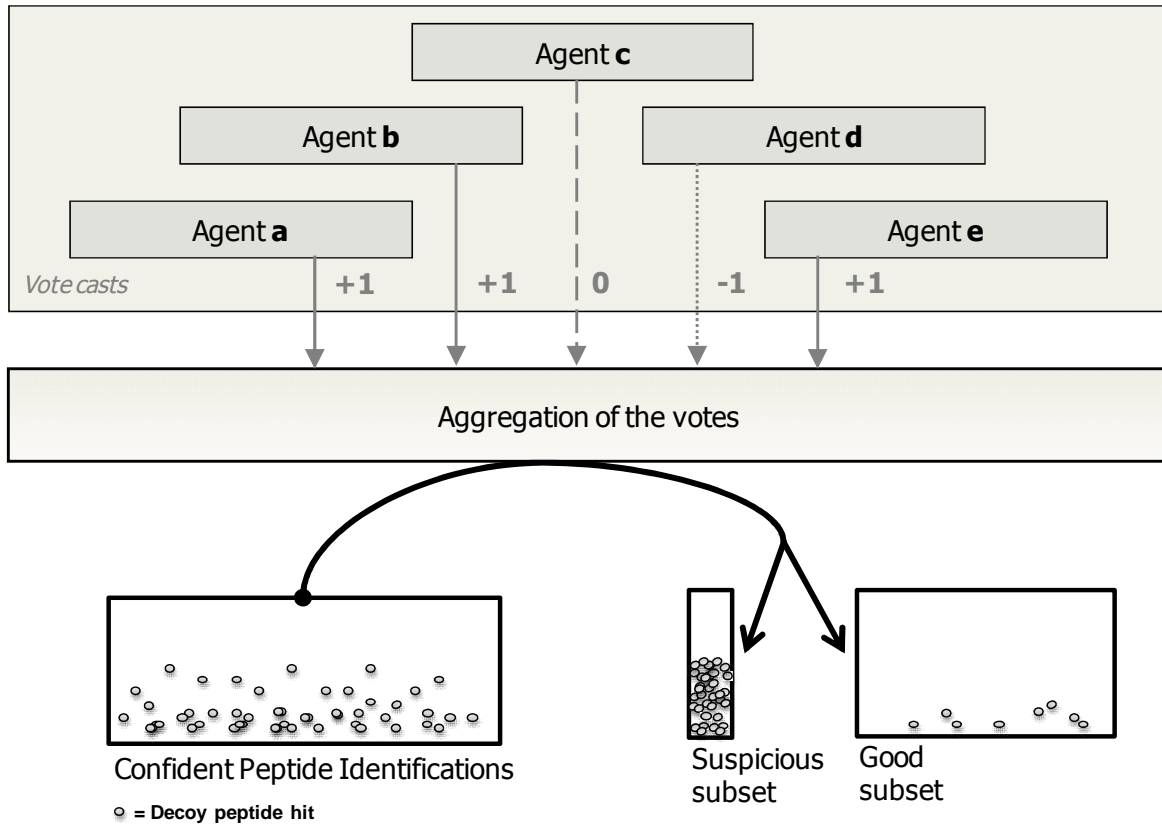 Agent c
Agent b
Agent d
Agent a
Agent e
Vote casts
+1
+1
0
-1
+1
Aggregation of the votes
Confident Peptide Identifications
Suspicious
subset
Good
subset
= Decoy peptide hit